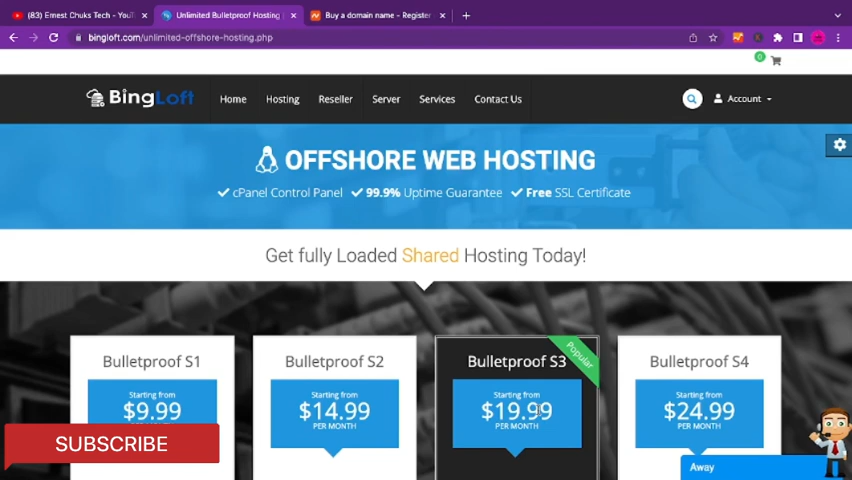 (83) Ernest Chuks Tech - YouT
Unlimited Bulletproof Hosting
Buy a domain name - Register
bingloft.com/unlimited-offshore-hosting.php
0
BingLoft
Home
Hosting
Reseller
Server
Services
Contact Us
Account
OFFSHORE WEB HOSTING
cPanel Control Panel 99.9% Uptime Guarantee Free SSL Certificate
Get fully Loaded Shared Hosting Today!
Bulletproof S1
Starting from
$9.99
PER MONTH
Bulletproof S2
Starting from
$14.99
PER MONTH
Popular
Bulletproof S3
Starting from
$19.99
PER MONTH
Bulletproof S4
Starting from
$24.99
PER MONTH
SUBSCRIBE
Away